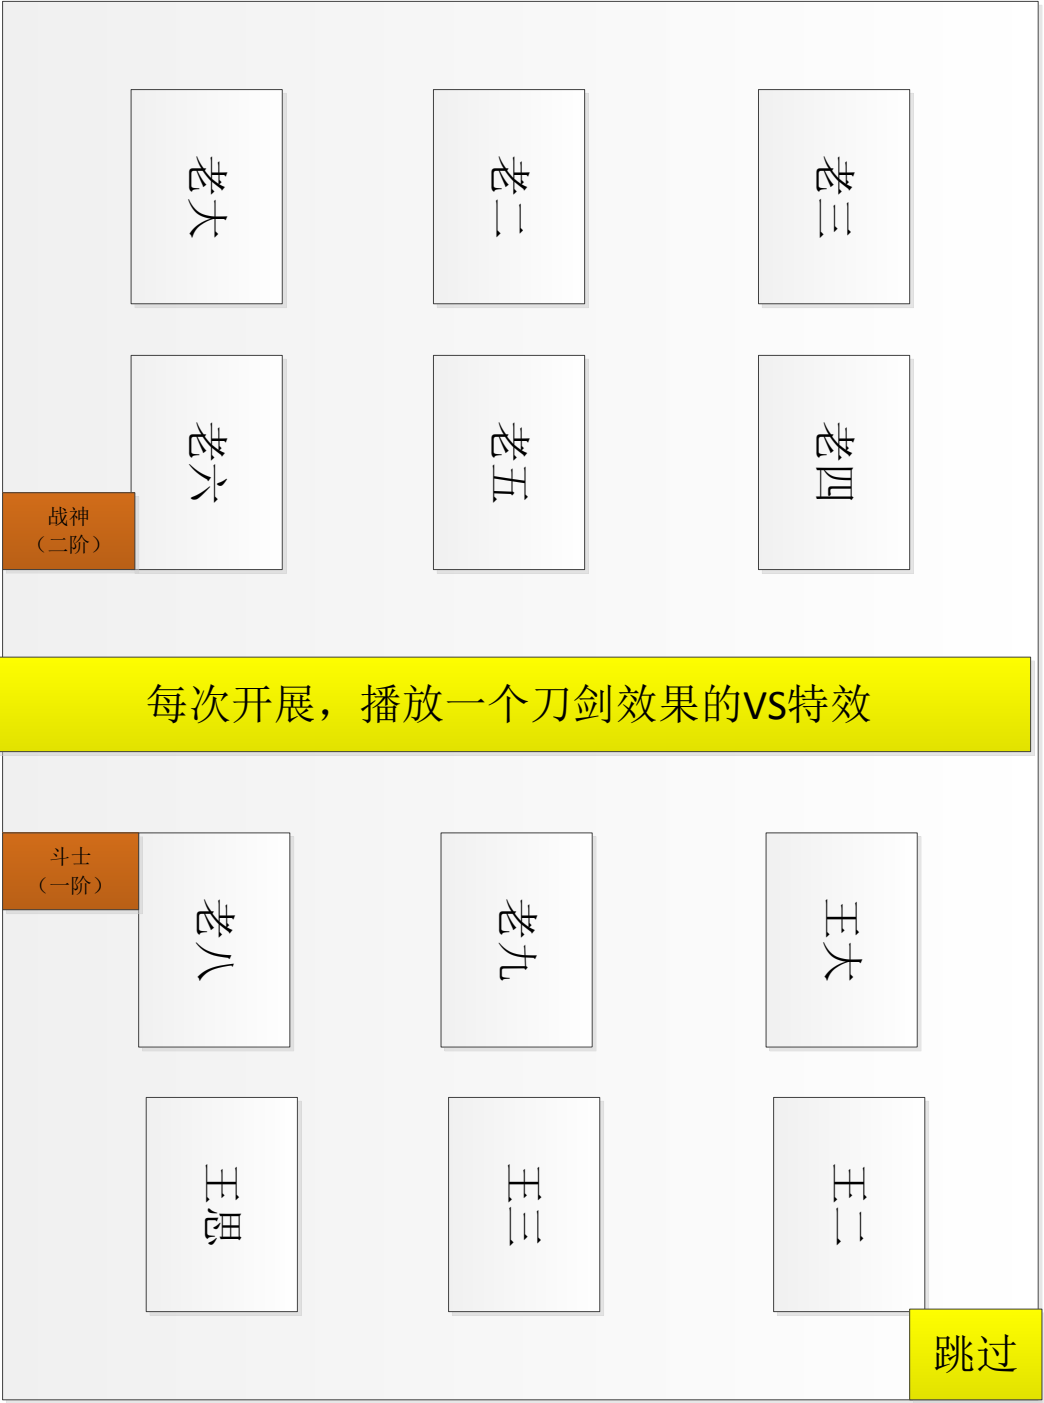 老大
老二
老三
老六
老五
老四
战神
（二阶）
每次开展，播放一个刀剑效果的VS特效
斗士
（一阶）
老八
老九
王大
王思
王三
王二
跳过